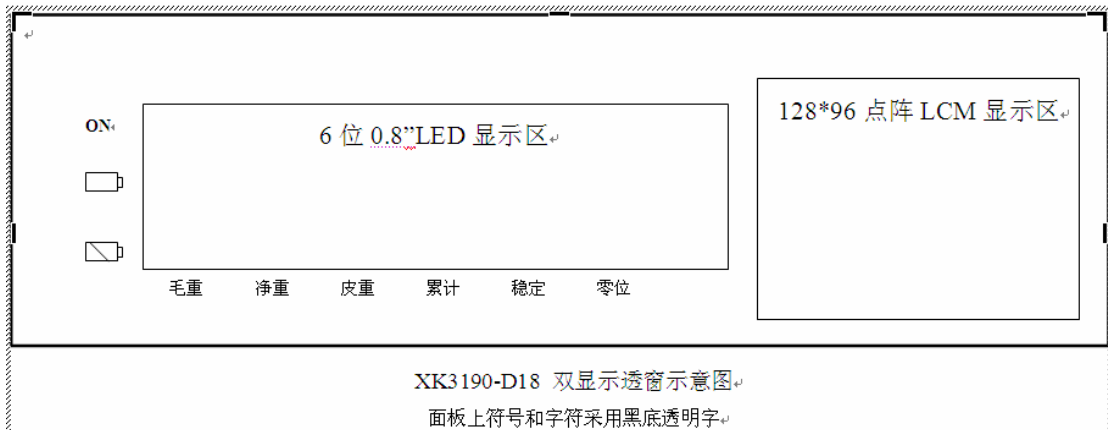 ON
6 位 0.8”LED 显示区
128*96 点阵 LCM 显示区
毛重 净重 皮重 累计 稳定 零位
XK3190-D18 双显示透窗示意图
面板上符号和字符采用黑底透明字